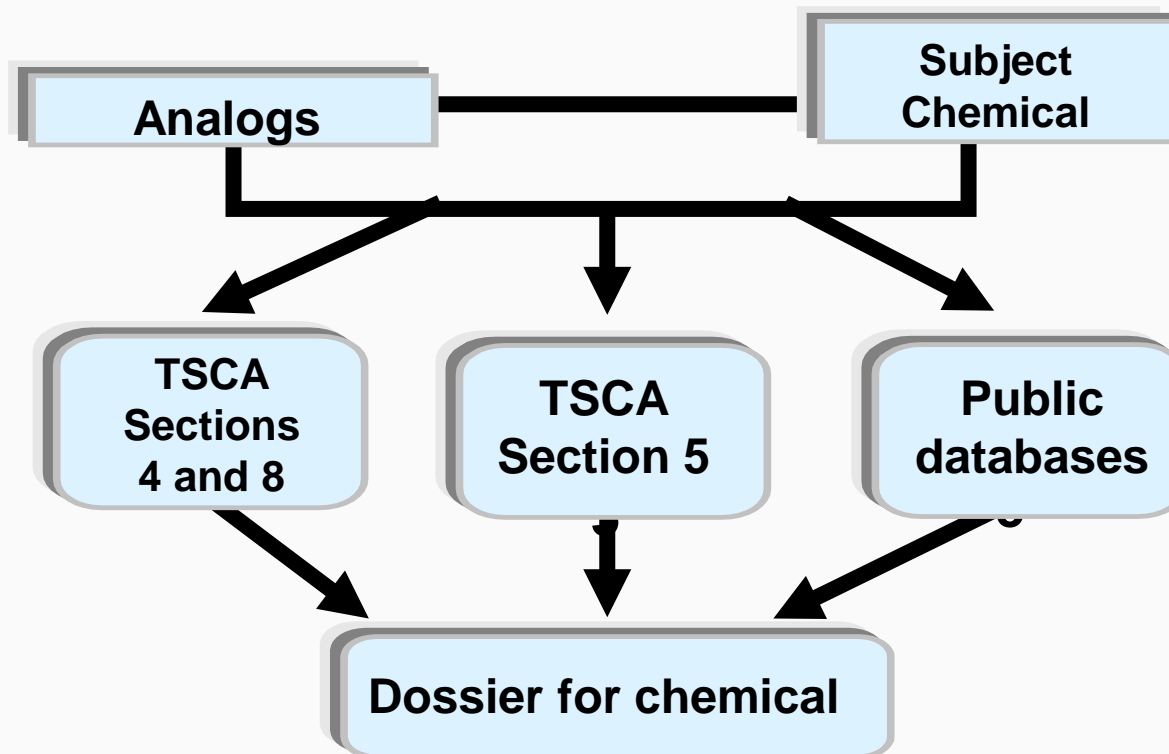 Analogs
Subject
Chemical
TSCA
Sections
4 and 8
TSCA
Section 5
Public
databases
Dossier for chemical